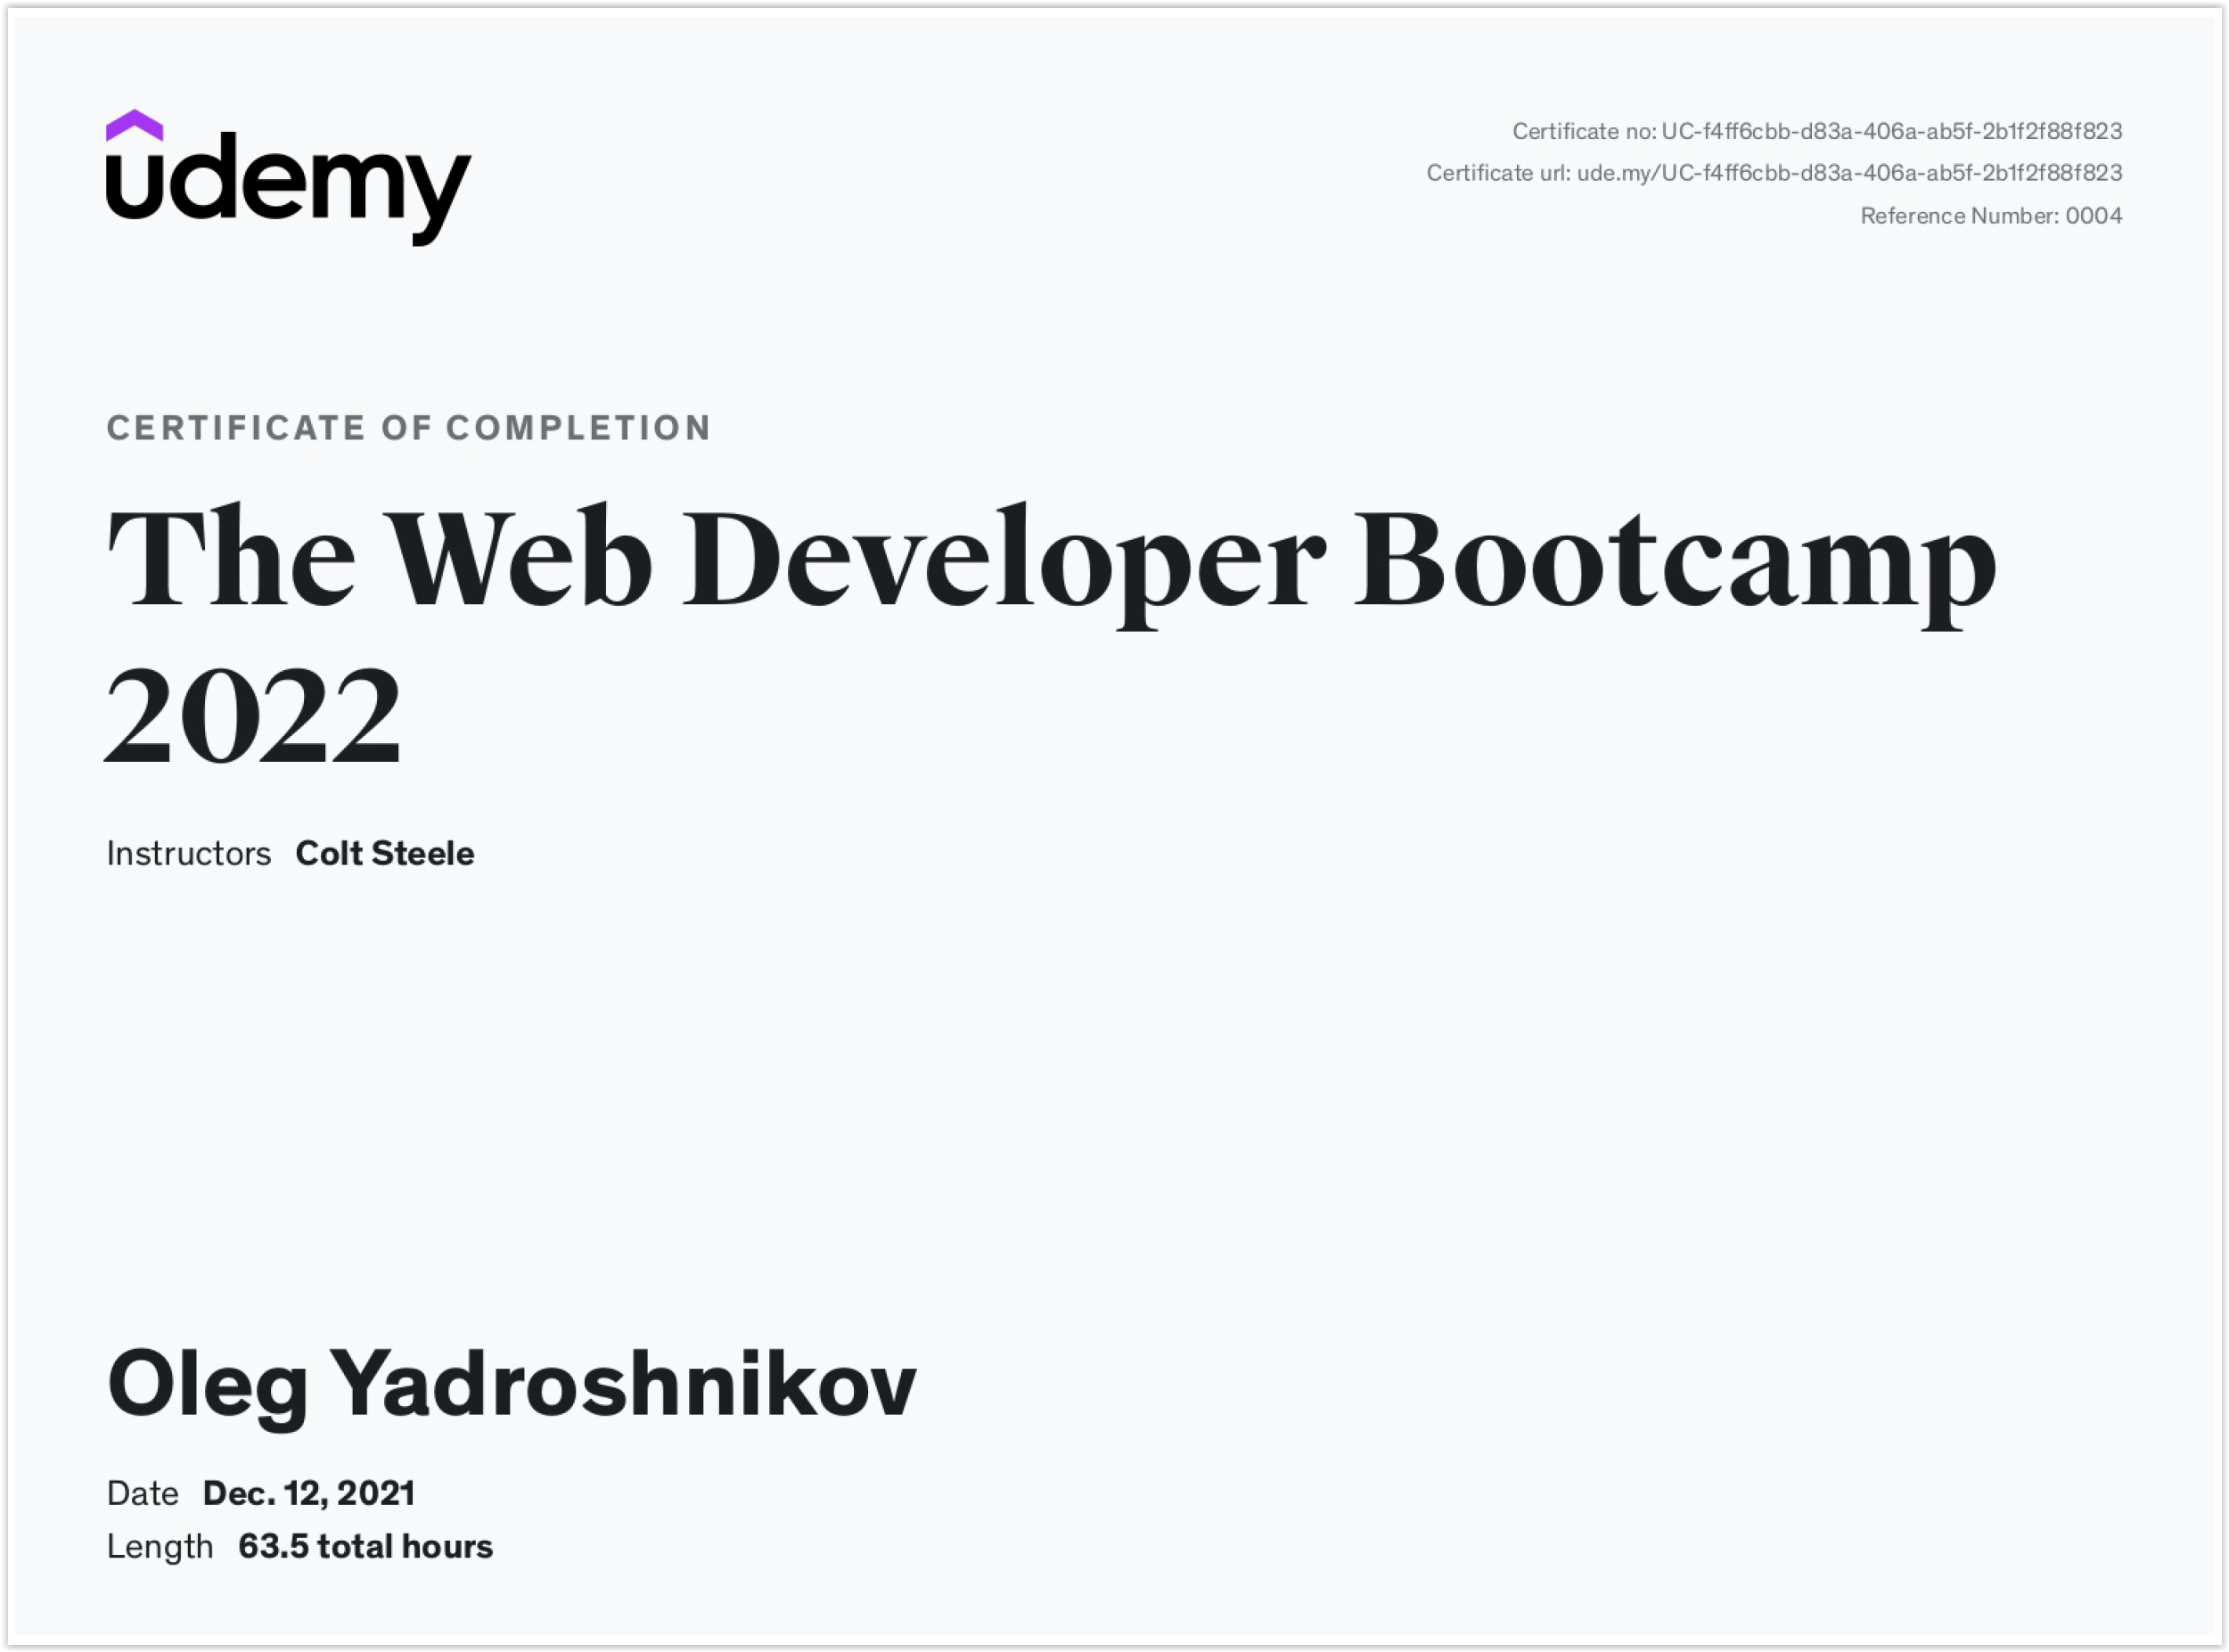 udemy
Certificate no: UC-f4ff6cbb-d83a-406a-ab5f-2b1f2f88f823
Certificate url: ude.my/UC-f4ff6cbb-d83a-406a-ab5f-2b1f2f88f823
Reference Number: 0004
CERTIFICATE OF COMPLETION
The Web Developer Bootcamp
2022
Instructors Colt Steele
Oleg Yadroshnikov
Date Dec. 12, 2021
Length 63.5 total hours